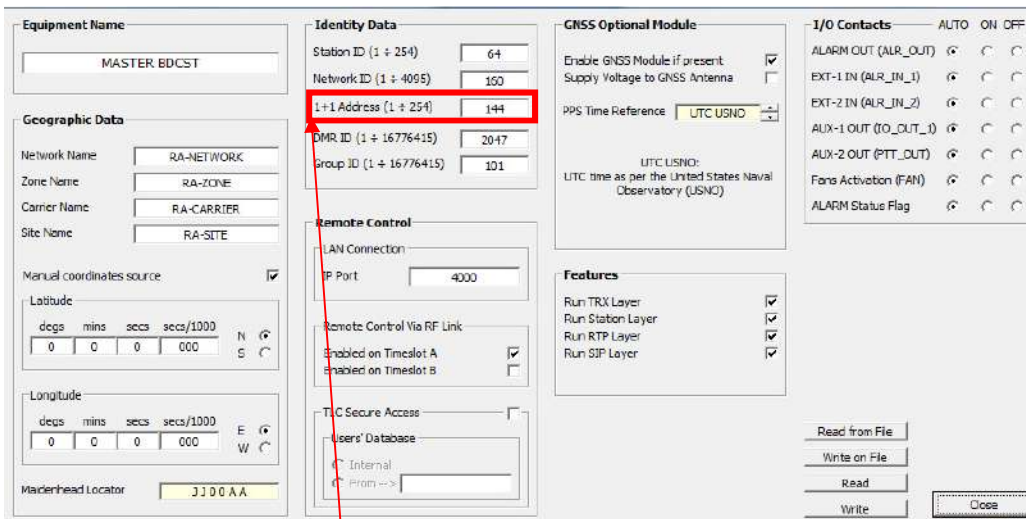 Equipment Name
MASTER BDCST
Geographic Data
Network Name RA-NETWORK
Zone Name RA-ZONE
Carrier Name RA-CARRIER
Site Name RA-SITE
Manual coordinates source
Latitude
degs mins secs secs/1000
0 0 0 000
N
S
Longitude
degs mins secs secs/1000
0 0 0 000
E
W
Maidenhead Locator JJ00AA
Identity Data
Station ID (1 ÷ 254) 64
Network ID (1 ÷ 4095) 160
1+1 Address (1 ÷ 254) 144
DMR ID (1 ÷ 16776415) 2047
Group ID (1 ÷ 16776415) 101
Remote Control
LAN Connection
IP Port 4000
Remote Control Via RF Link
Enabled on Timeslot A
Enabled on Timeslot B
TLC Secure Access
Users' Database
Internal
From -->
GNSS Optional Module
Enable GNSS Module if present
Supply Voltage to GNSS Antenna
PPS Time Reference UTC USNO
UTC USNO:
UTC time as per the United States Naval
Observatory (USNO)
Features
Run TRX Layer
Run Station Layer
Run RTP Layer
Run SIP Layer
I/O Contacts AUTO ON OFF
ALARM OUT (ALR_OUT)
EXT-1 IN (ALR_IN_1)
EXT-2 IN (ALR_IN_2)
AUX-1 OUT (IO_OUT_1)
AUX-2 OUT (PTT_OUT)
Fans Activation (FAN)
ALARM Status Flag
Read from File
Write on File
Read
Write
Close